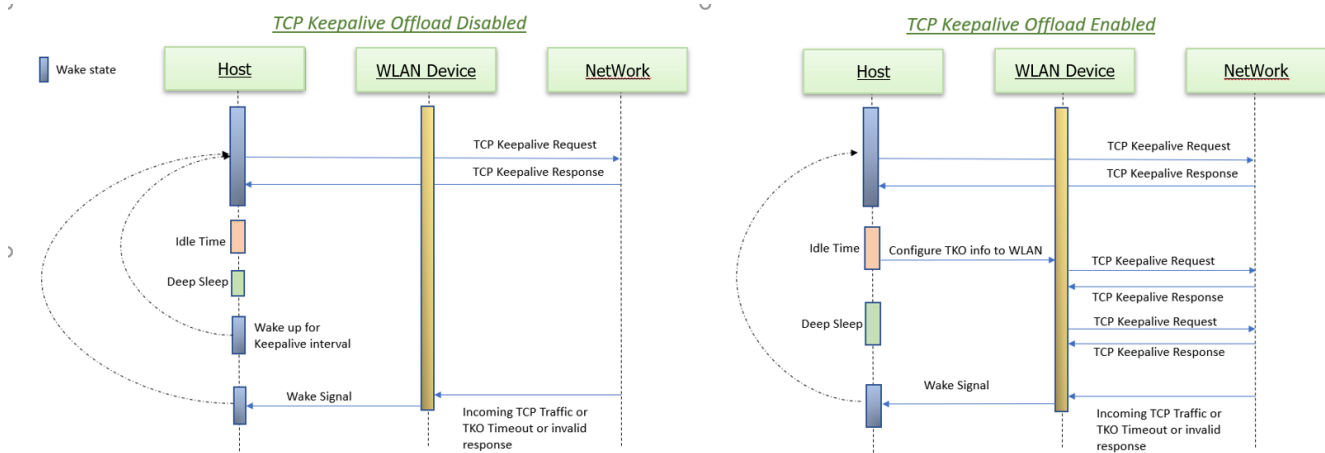 TCP Keepalive Offload Disabled
Wake state
Host
WLAN Device
NetWork
TCP Keepalive Request
TCP Keepalive Response
Idle Time
Deep Sleep
Wake up for
Keepalive interval
Wake Signal
Incoming TCP Traffic or
TKO Timeout or invalid
response
TCP Keepalive Offload Enabled
Host
WLAN Device
NetWork
TCP Keepalive Request
TCP Keepalive Response
Idle Time
Configure TKO info to WLAN
TCP Keepalive Request
TCP Keepalive Response
Deep Sleep
TCP Keepalive Request
TCP Keepalive Response
Wake Signal
Incoming TCP Traffic or
TKO Timeout or invalid
response